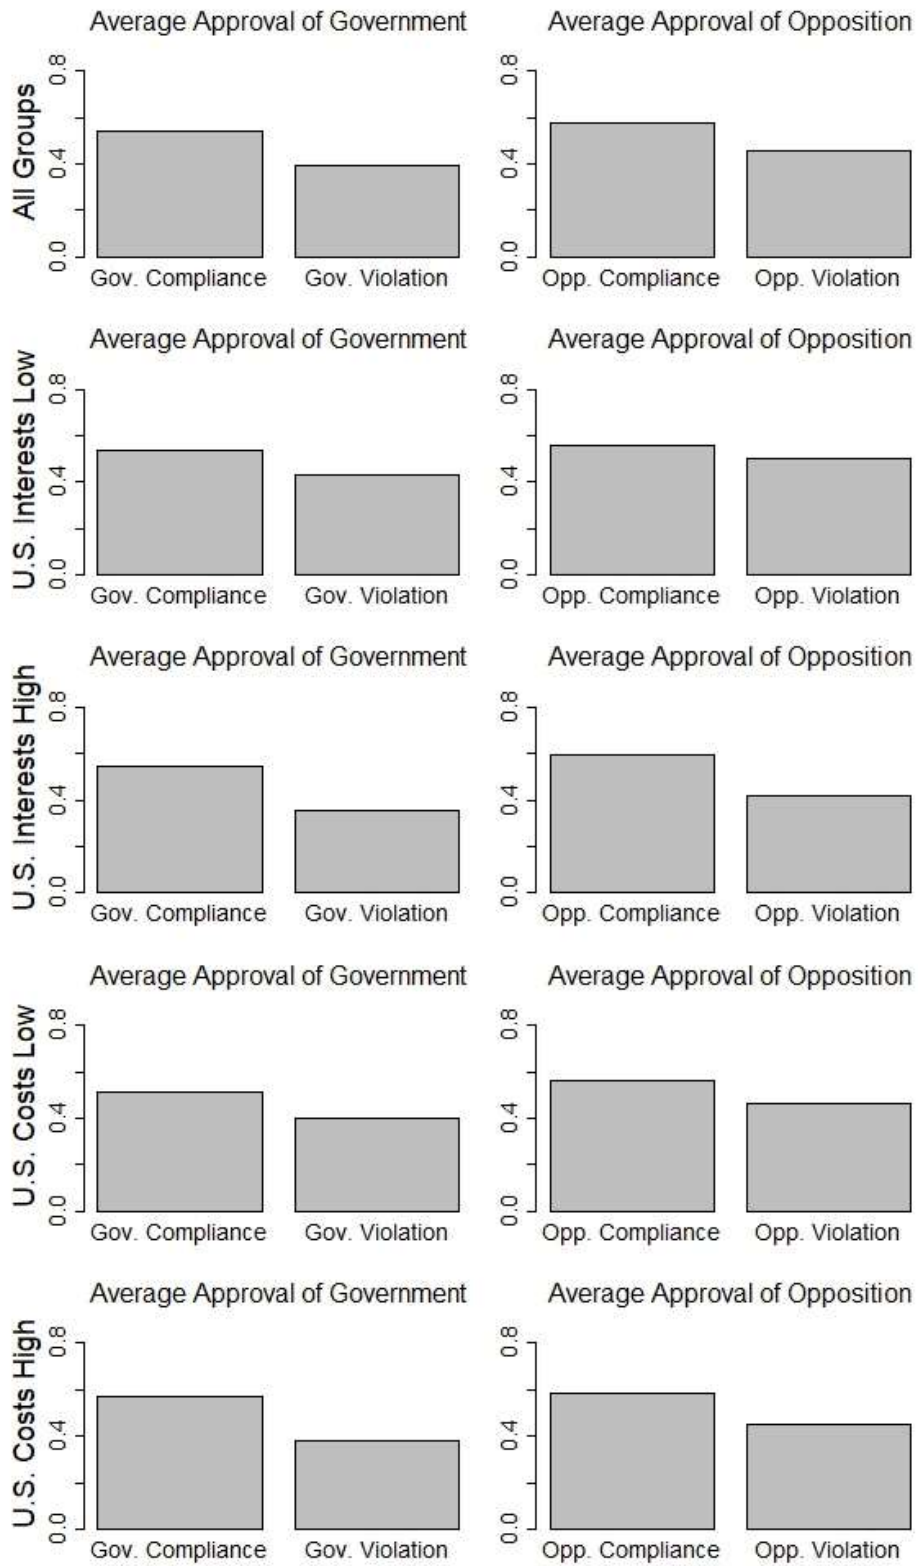 Average Approval of Government
Average Approval of Opposition
All Groups
0.8
0.4
0.0
Gov. Compliance
Gov. Violation
0.8
0.4
0.0
Opp. Compliance
Opp. Violation
Average Approval of Government
Average Approval of Opposition
U.S. Interests Low
0.8
0.4
0.0
Gov. Compliance
Gov. Violation
0.8
0.4
0.0
Opp. Compliance
Opp. Violation
Average Approval of Government
Average Approval of Opposition
U.S. Interests High
0.8
0.4
0.0
Gov. Compliance
Gov. Violation
0.8
0.4
0.0
Opp. Compliance
Opp. Violation
Average Approval of Government
Average Approval of Opposition
U.S. Costs Low
0.8
0.4
0.0
Gov. Compliance
Gov. Violation
0.8
0.4
0.0
Opp. Compliance
Opp. Violation
Average Approval of Government
Average Approval of Opposition
U.S. Costs High
0.8
0.4
0.0
Gov. Compliance
Gov. Violation
0.8
0.4
0.0
Opp. Compliance
Opp. Violation